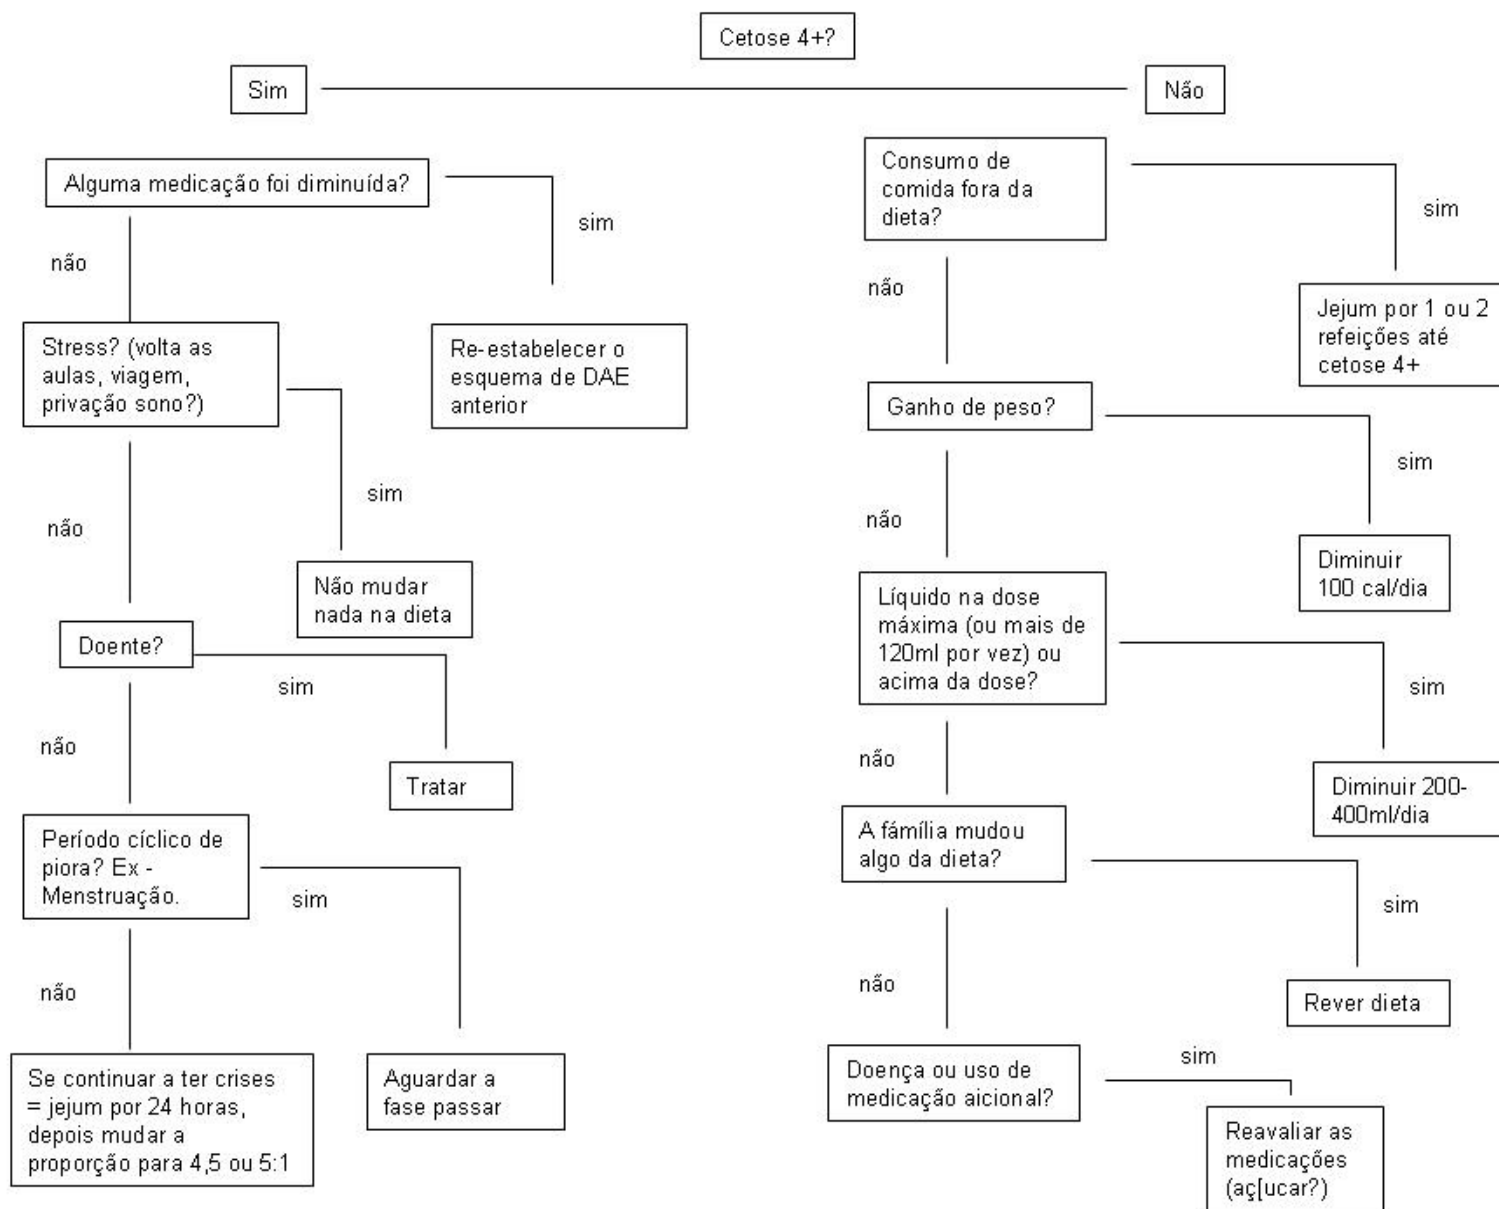 Cetose 4+?
Sim
Não
Alguma medicação foi diminuída?
sim
não
Stress? (volta as
aulas, viagem,
privação sono?)
Re-estabelecer o
esquema de DAE
anterior
sim
não
Não mudar
nada na dieta
Doente?
sim
não
Tratar
Período cíclico de
piora? Ex -
Menstruação.
sim
não
Se continuar a ter crises
= jejum por 24 horas,
depois mudar a
proporção para 4,5 ou 5:1
Aguardar a
fase passar
Consumo de
comida fora da
dieta?
sim
não
Jejum por 1 ou 2
refeições até
cetose 4+
Ganho de peso?
sim
não
Diminuir
100 cal/dia
Líquido na dose
máxima (ou mais de
120ml por vez) ou
acima da dose?
sim
não
Diminuir 200-
400ml/dia
A família mudou
algo da dieta?
sim
não
Rever dieta
Doença ou uso de
medicação aicional?
sim
Reavaliar as
medicações
(aç[ucar?)